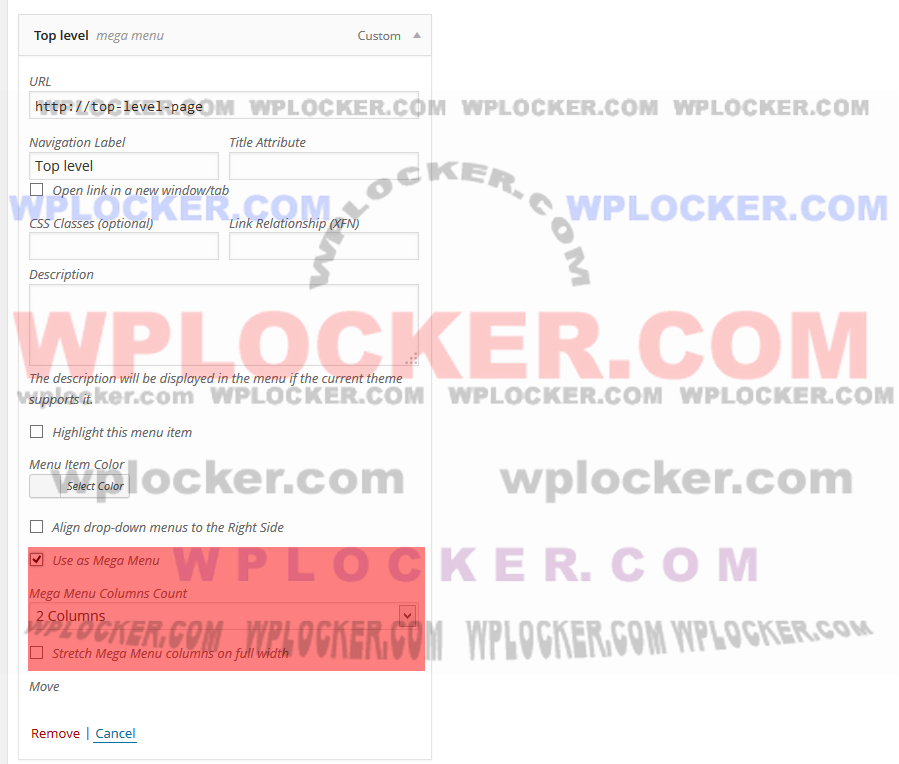 Top level mega menu Custom
URL
http://top-level-page
WPLOCKER.COM WPLOCKER.COM WPLOCKER.COM WPLOCKER.COM
Navigation Label Title Attribute
Top level
WPLOCKER.COM
Open link in a new window/tab
WPLOCKER.COM WPLOCKER.COM
CSS Classes (optional) Link Relationship (XFN)
Description
WPLOCKER.COM
The description will be displayed in the menu if the current theme
supports it.
wplocker.com WPLOCKER.COM WPLOCKER.COM WPLOCKER.COM
Highlight this menu item
Menu Item Color
Select Color
wplocker.com wplocker.com
Align drop-down menus to the Right Side
Use as Mega Menu
WPLOCKER.COM
Mega Menu Columns Count
2 Columns
WPLOCKER.COM WPLOCKER.COM WPLOCKER.COM WPLOCKER.COM
Stretch Mega Menu columns on full width
Move
Remove | Cancel